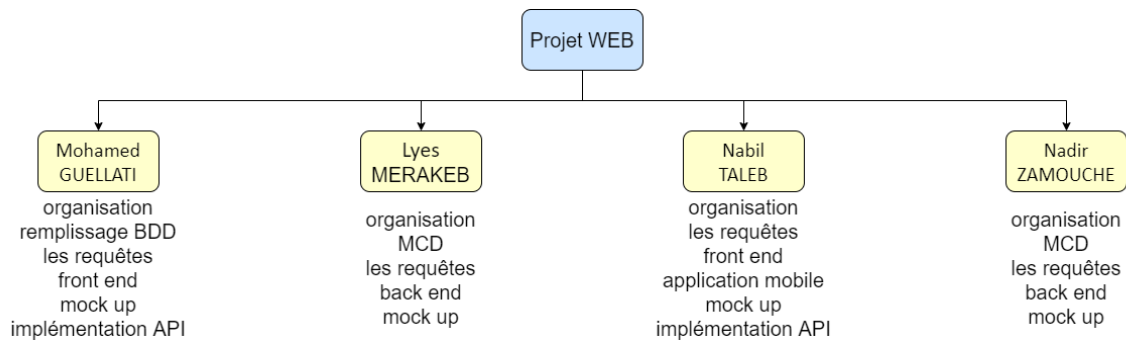 Projet WEB
Mohamed
GUELLATI
organisation
remplissage BDD
les requêtes
front end
mock up
implémentation API
Lyes
MERAKEB
organisation
MCD
les requêtes
back end
mock up
Nabil
TALEB
organisation
les requêtes
front end
application mobile
mock up
implémentation API
Nadir
ZAMOUCHE
organisation
MCD
les requêtes
back end
mock up